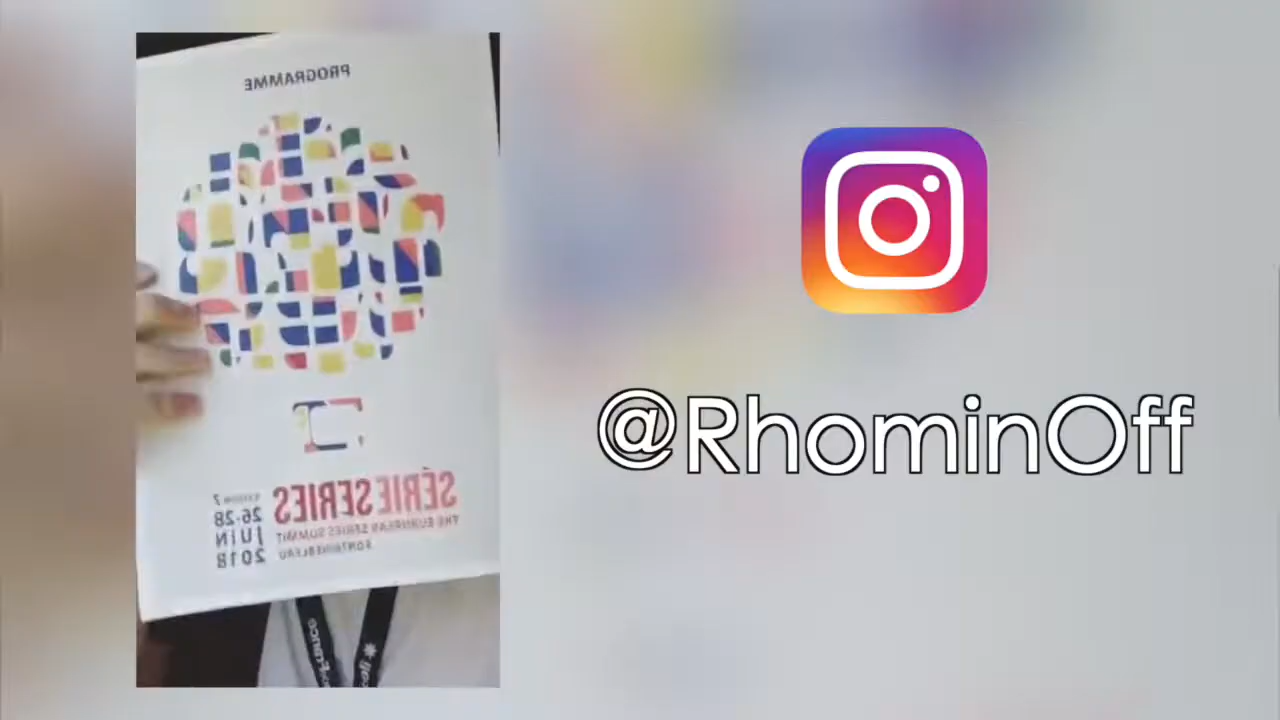 PROGRAMME
SÉRIE SERIES
THE EUROPEAN SERIES SUMMIT
FONTAINEBLEAU
26-28
JUIN
2018
@RhominOff